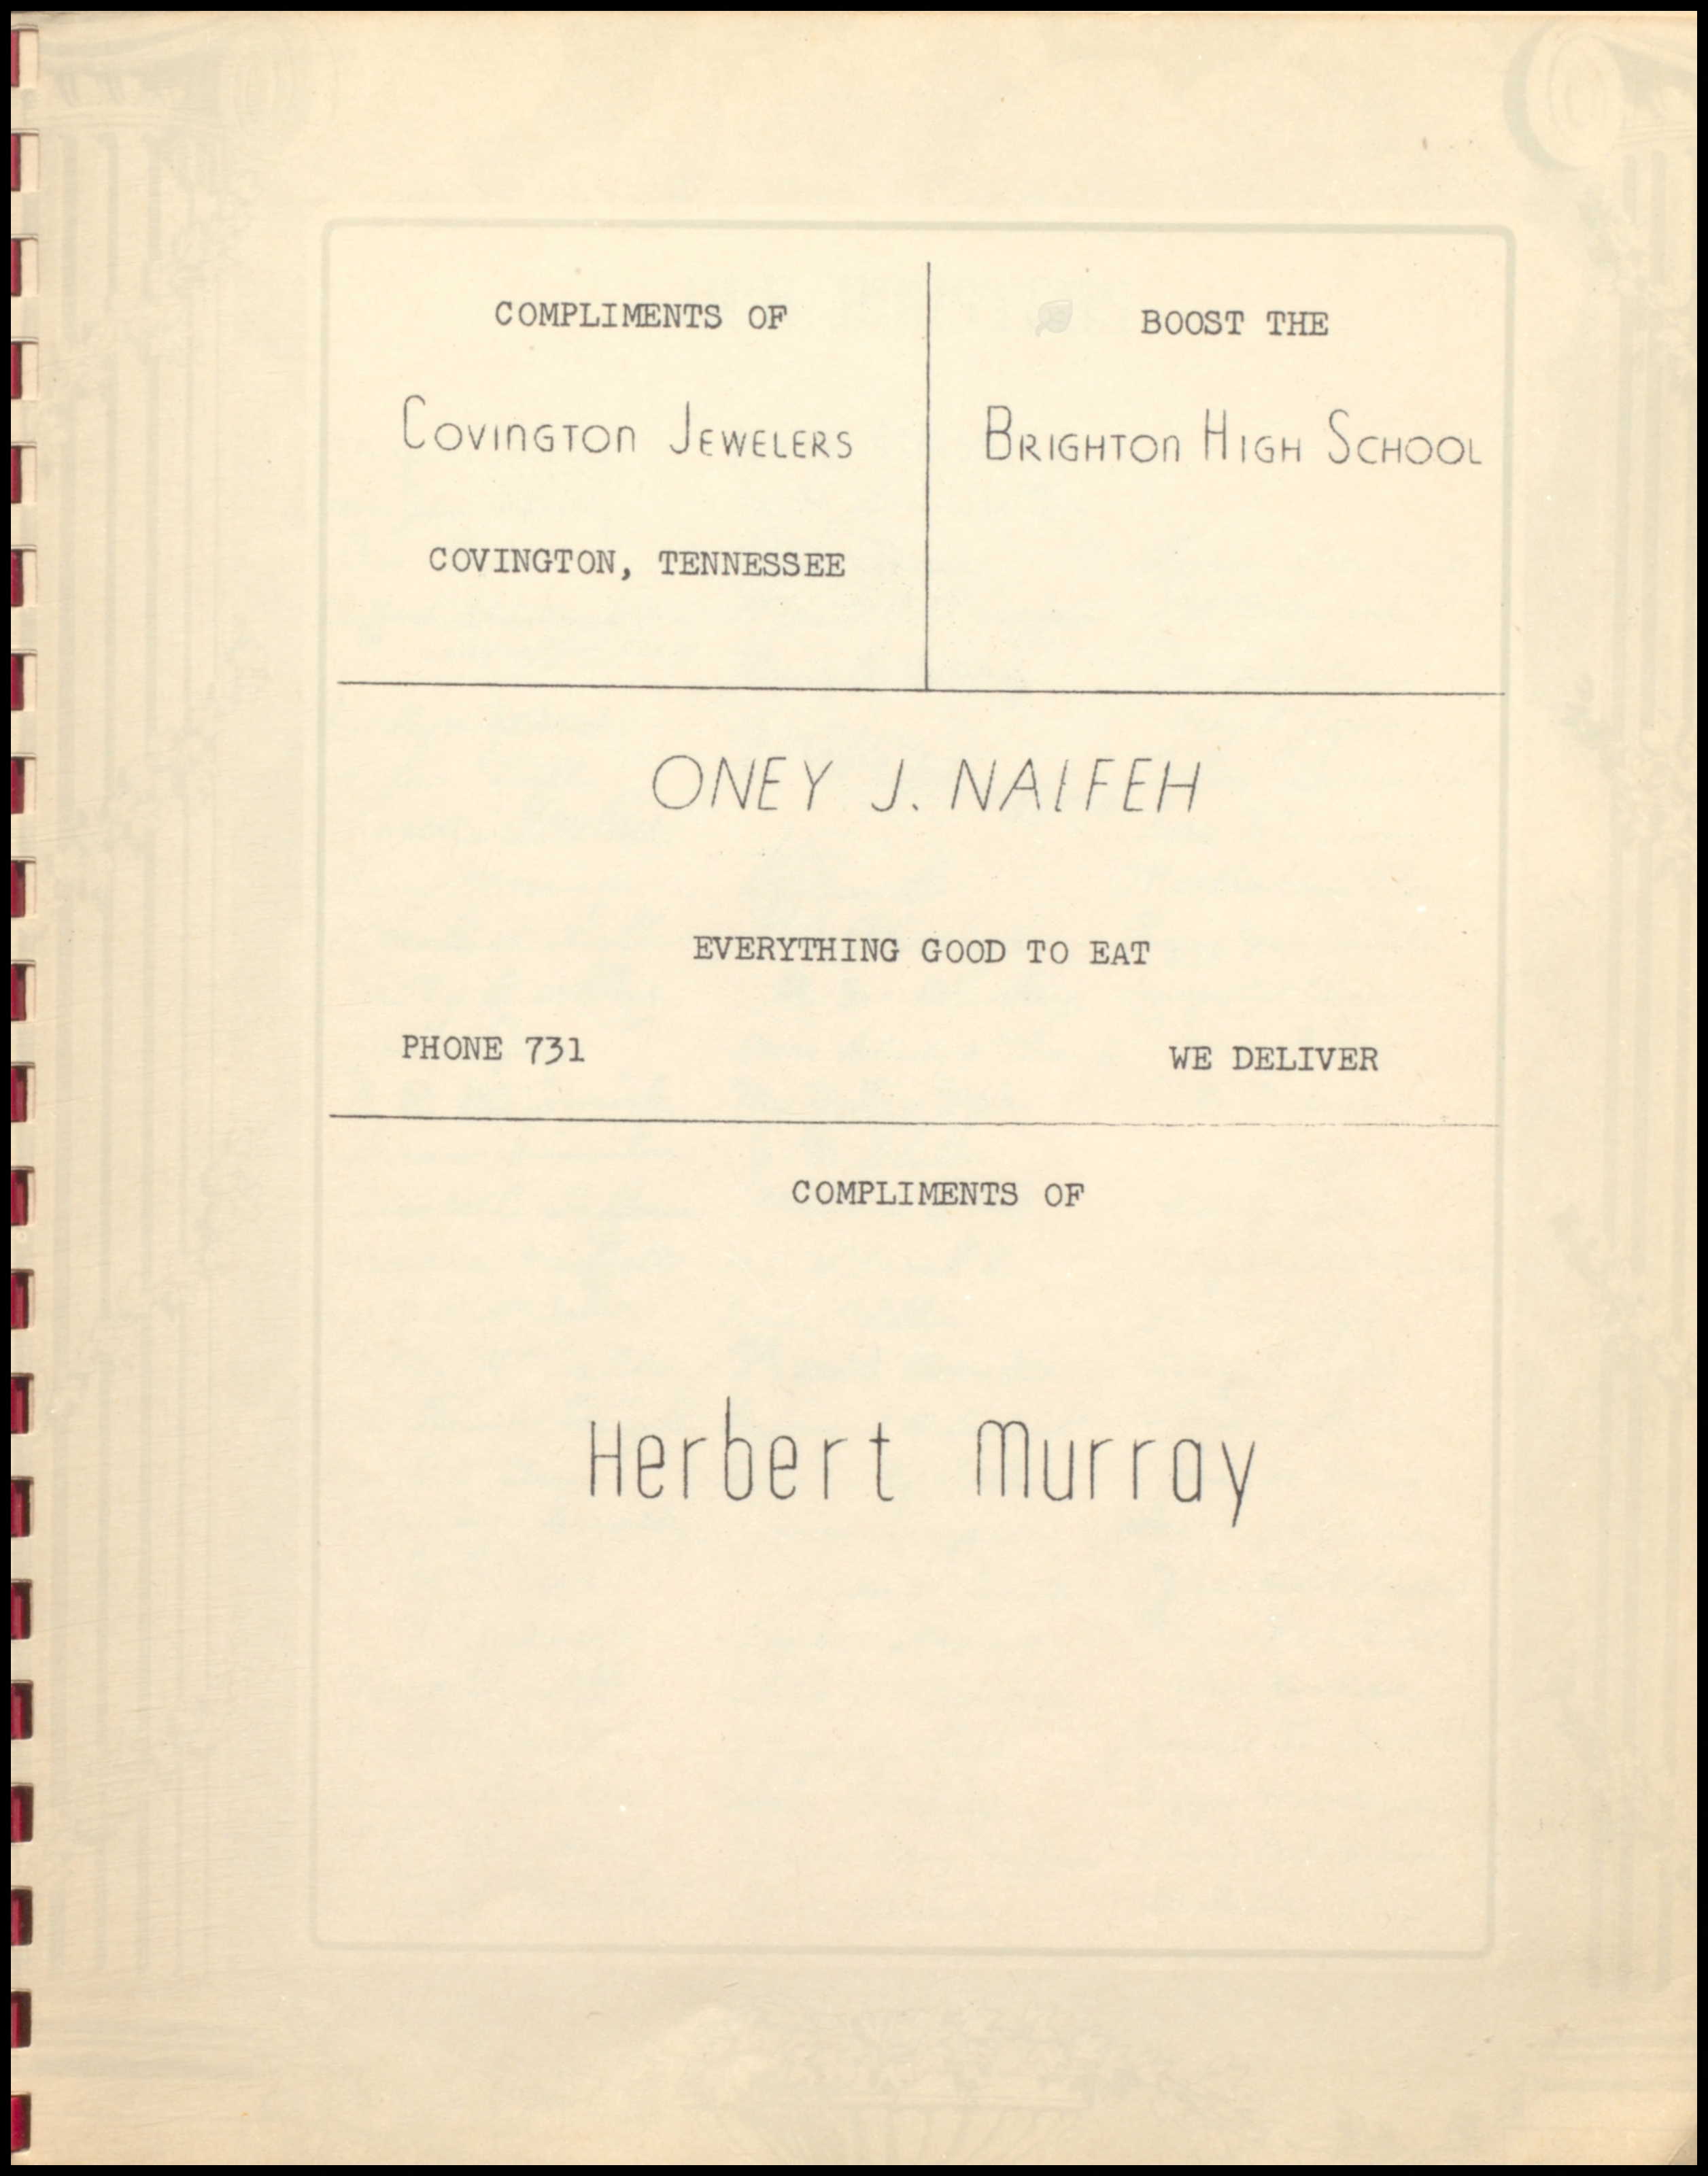 COMPLIMENTS OF
Covington Jewelers
COVINGTON, TENNESSEE
BOOST THE
Brighton High School
ONEY J. NAIFEH
EVERYTHING GOOD TO EAT
PHONE 731
WE DELIVER
COMPLIMENTS OF
Herbert Murray